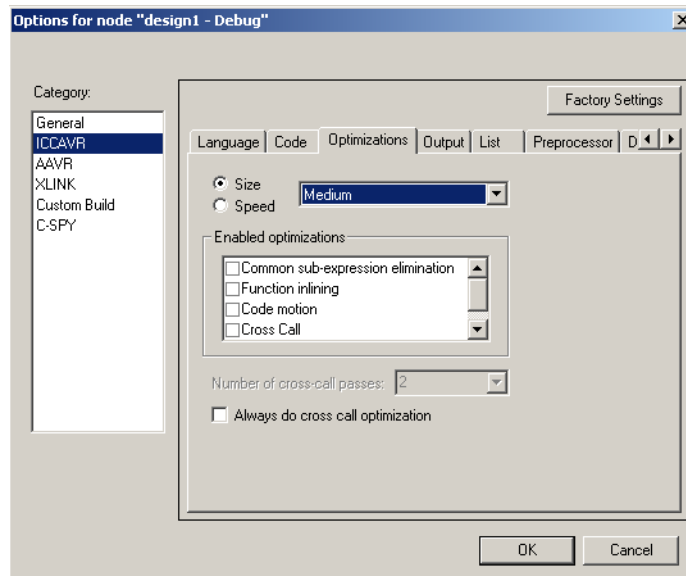 Options for node "design1 - Debug"
Category:
General
ICCAVR
AAVR
XLINK
Custom Build
C-SPY
Factory Settings
Language Code Optimizations Output List Preprocessor D
Size
Speed
Medium
Enabled optimizations
Common sub-expression elimination
Function inlining
Code motion
Cross Call
Number of cross-call passes: 2
Always do cross call optimization
OK Cancel